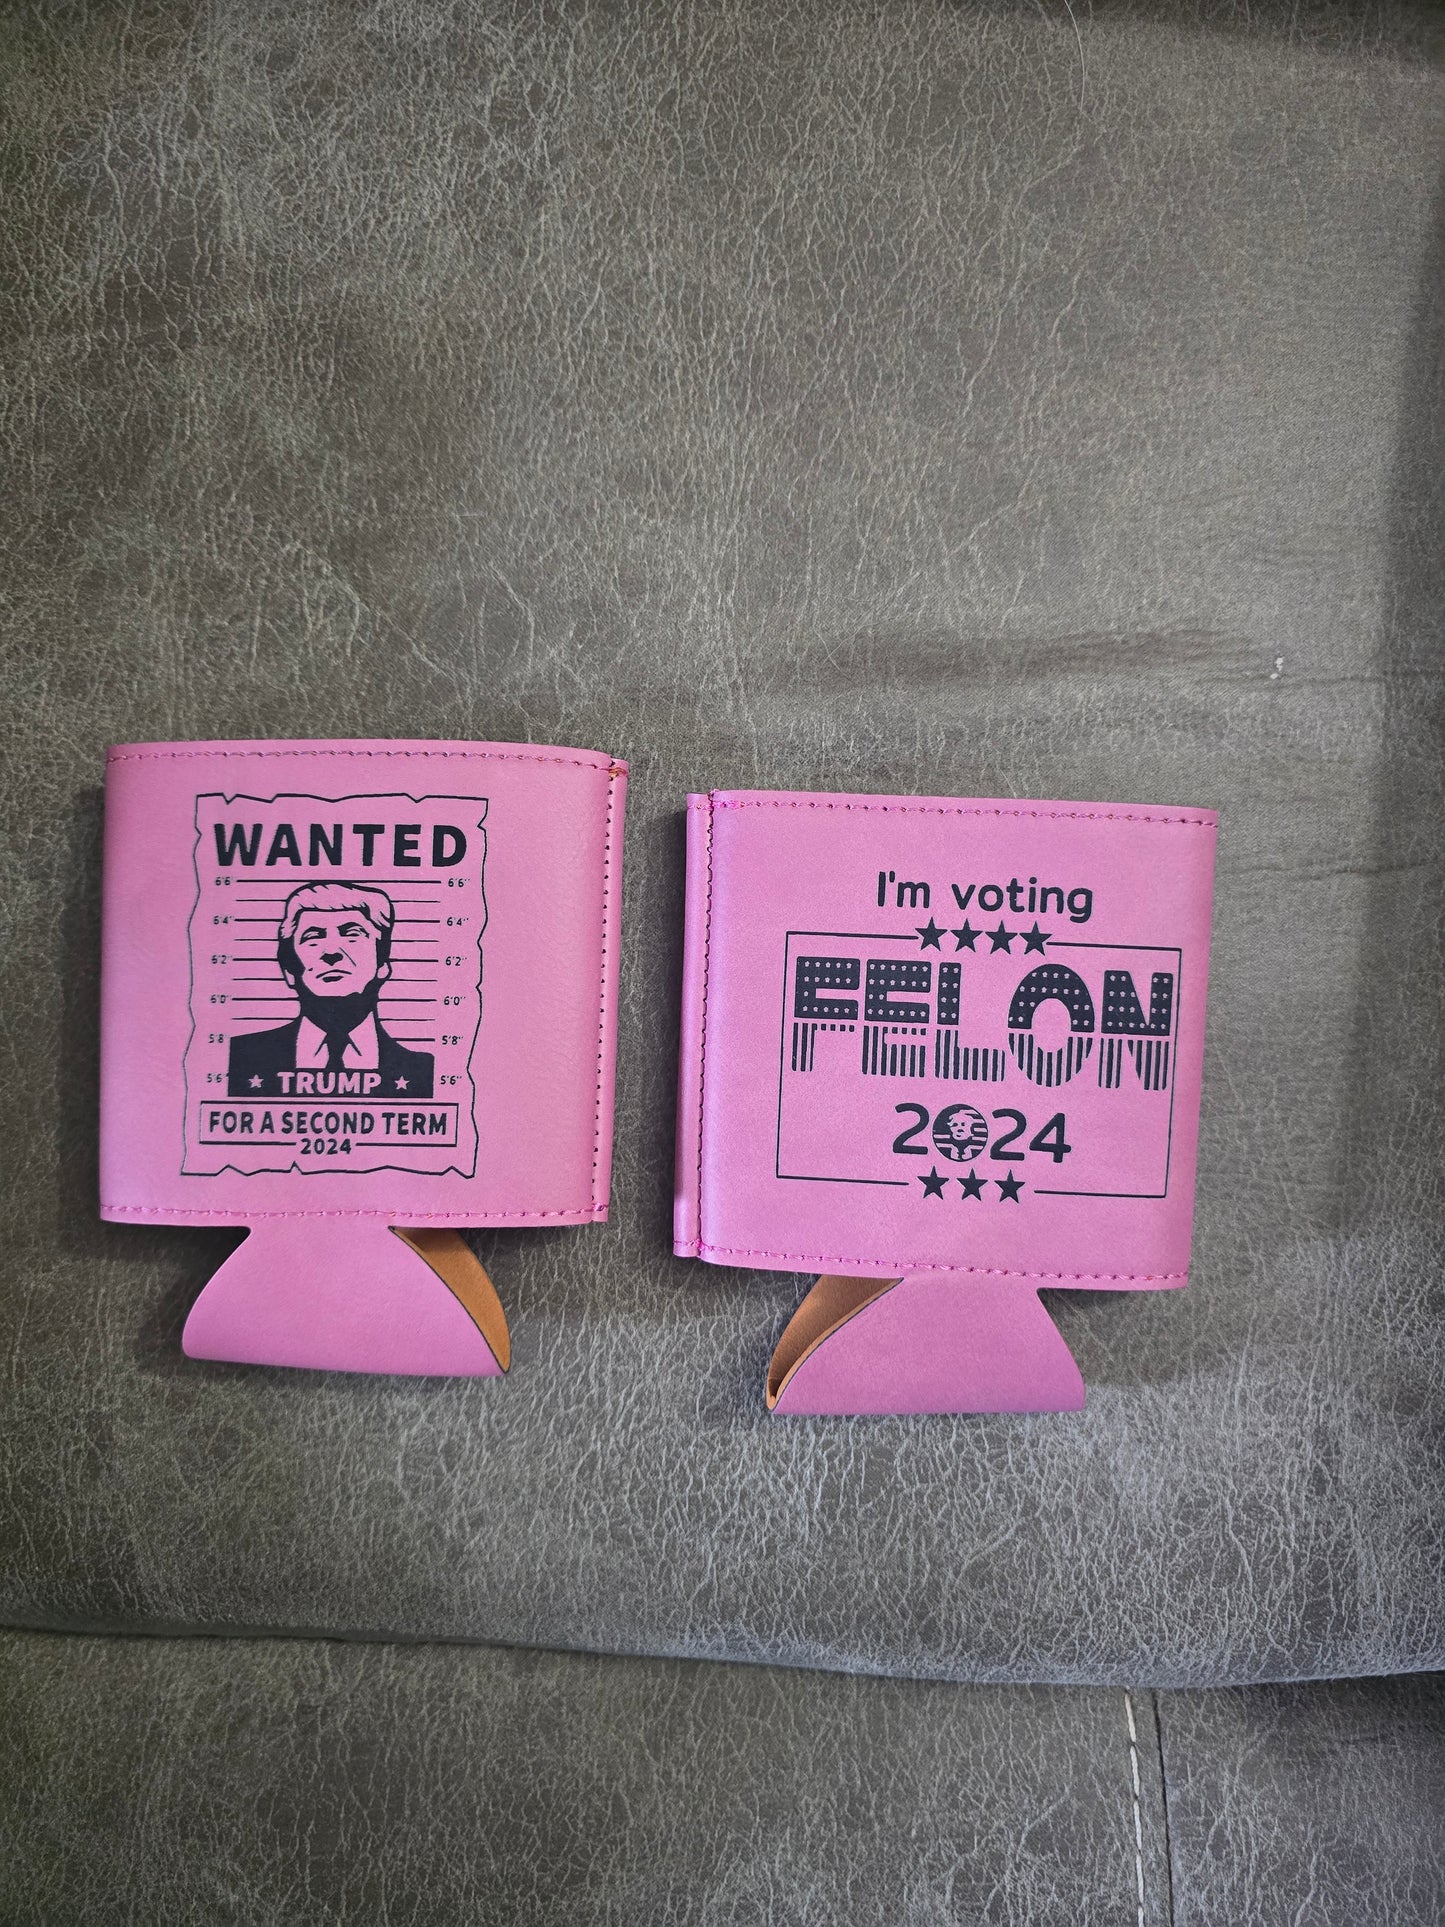 WANTED
6'6" 6'6"
6'4" 6'4"
6'2" 6'2"
6'0" 6'0"
5'8" 5'8"
5'6" 5'6"
TRUMP
FOR A SECOND TERM
2024
I'm voting
FELON
2024